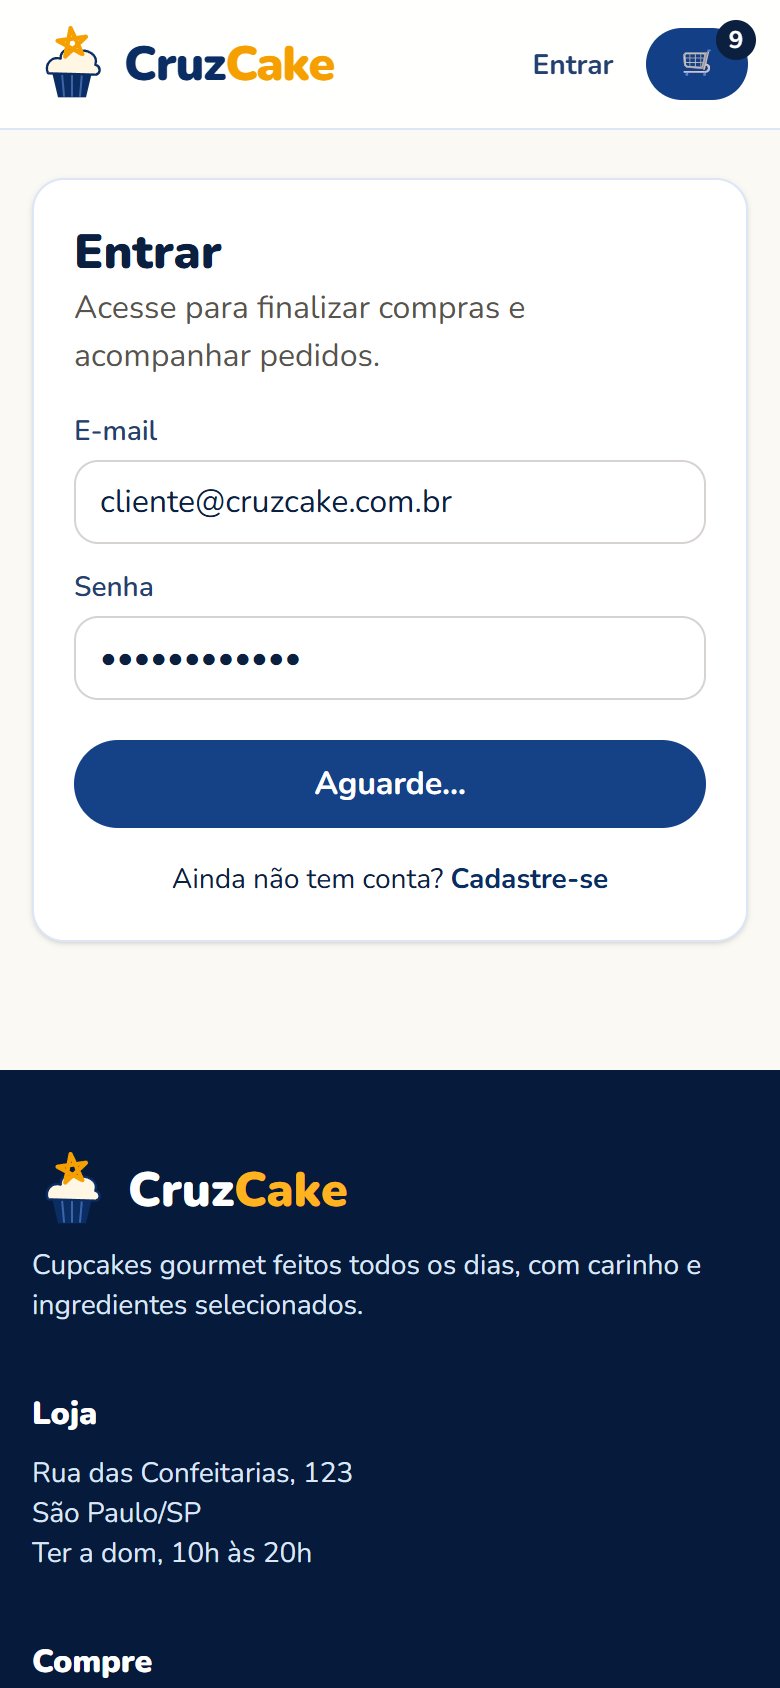 CruzCake
Entrar
9
Entrar
Acesse para finalizar compras e
acompanhar pedidos.
E-mail
cliente@cruzcake.com.br
Senha
••••••••••••
Aguarde...
Ainda não tem conta? Cadastre-se
CruzCake
Cupcakes gourmet feitos todos os dias, com carinho e
ingredientes selecionados.
Loja
Rua das Confeitarias, 123
São Paulo/SP
Ter a dom, 10h às 20h
Compre